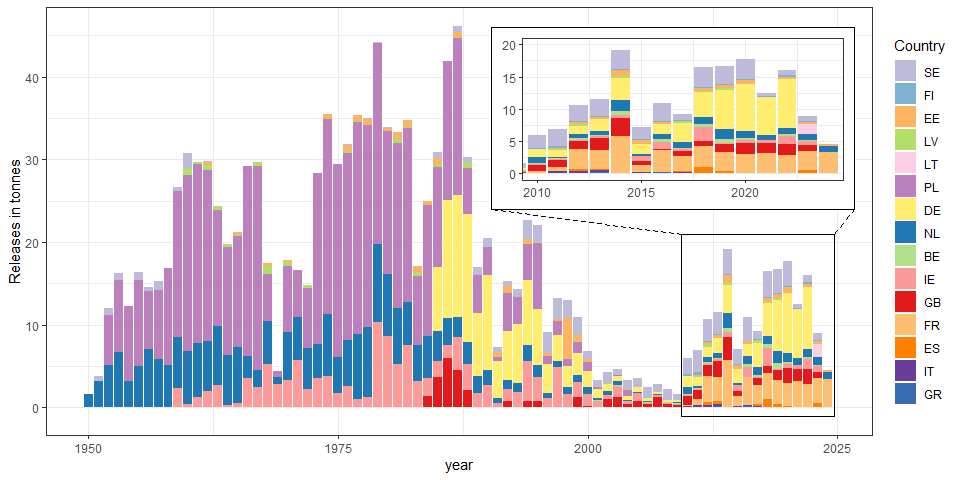 Releases in tonnes
40
30
20
10
0
1950
1975
2000
2025
year
20
15
10
5
0
2010
2015
2020
Country
SE
FI
EE
LV
LT
PL
DE
NL
BE
IE
GB
FR
ES
IT
GR